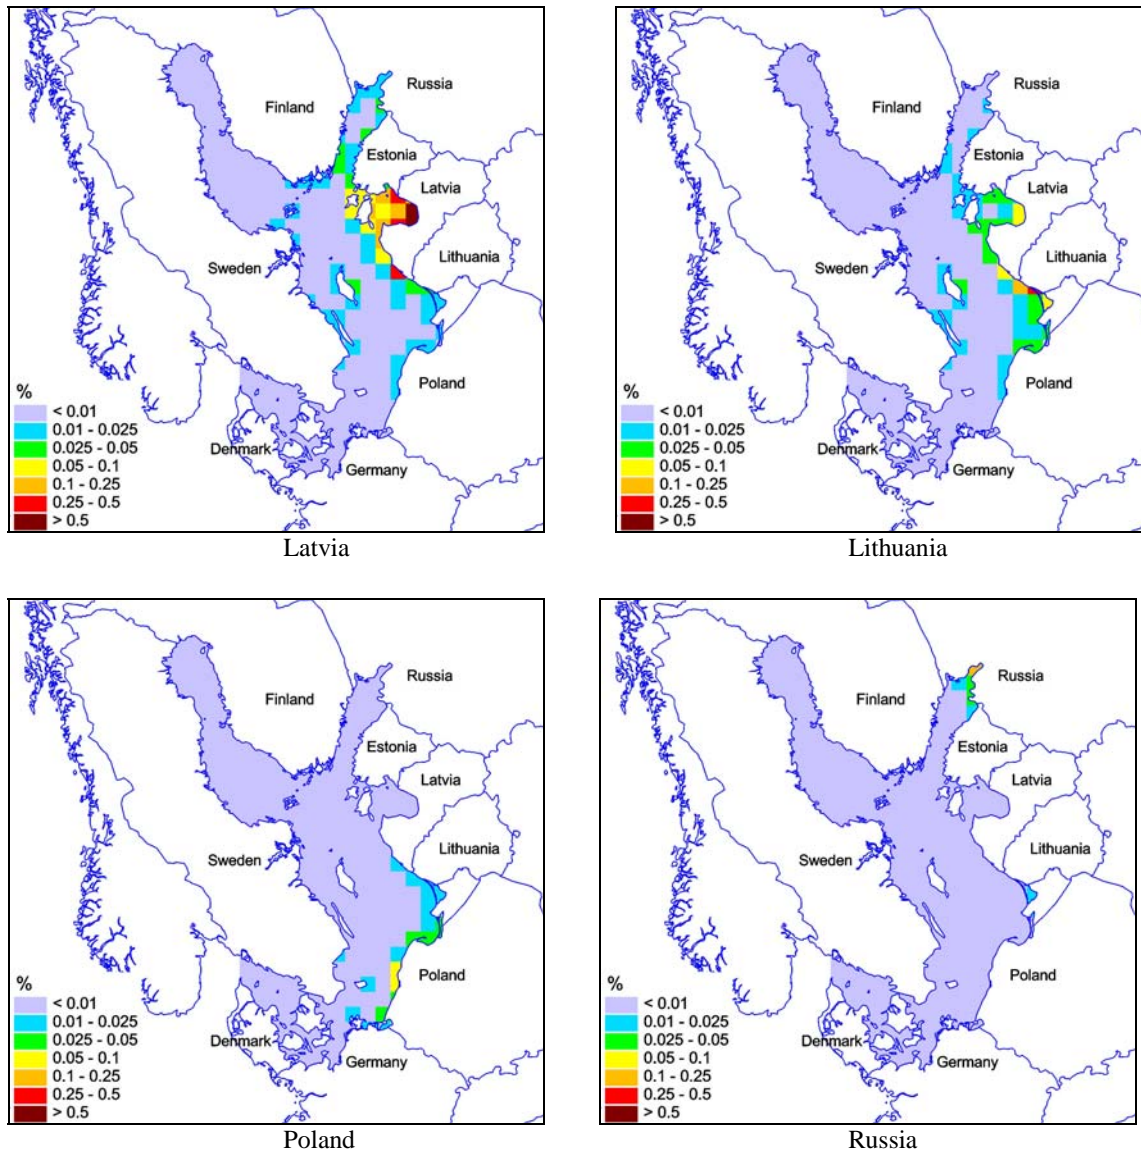 Russia
Finland
Estonia
Latvia
Lithuania
Sweden
Poland
Denmark
Germany
%
< 0.01
0.01 - 0.025
0.025 - 0.05
0.05 - 0.1
0.1 - 0.25
0.25 - 0.5
> 0.5
Latvia
Russia
Finland
Estonia
Latvia
Lithuania
Sweden
Poland
Denmark
Germany
%
< 0.01
0.01 - 0.025
0.025 - 0.05
0.05 - 0.1
0.1 - 0.25
0.25 - 0.5
> 0.5
Lithuania
Russia
Finland
Estonia
Latvia
Lithuania
Sweden
Poland
Denmark
Germany
%
< 0.01
0.01 - 0.025
0.025 - 0.05
0.05 - 0.1
0.1 - 0.25
0.25 - 0.5
> 0.5
Poland
Russia
Finland
Estonia
Latvia
Lithuania
Sweden
Poland
Denmark
Germany
%
< 0.01
0.01 - 0.025
0.025 - 0.05
0.05 - 0.1
0.1 - 0.25
0.25 - 0.5
> 0.5
Russia